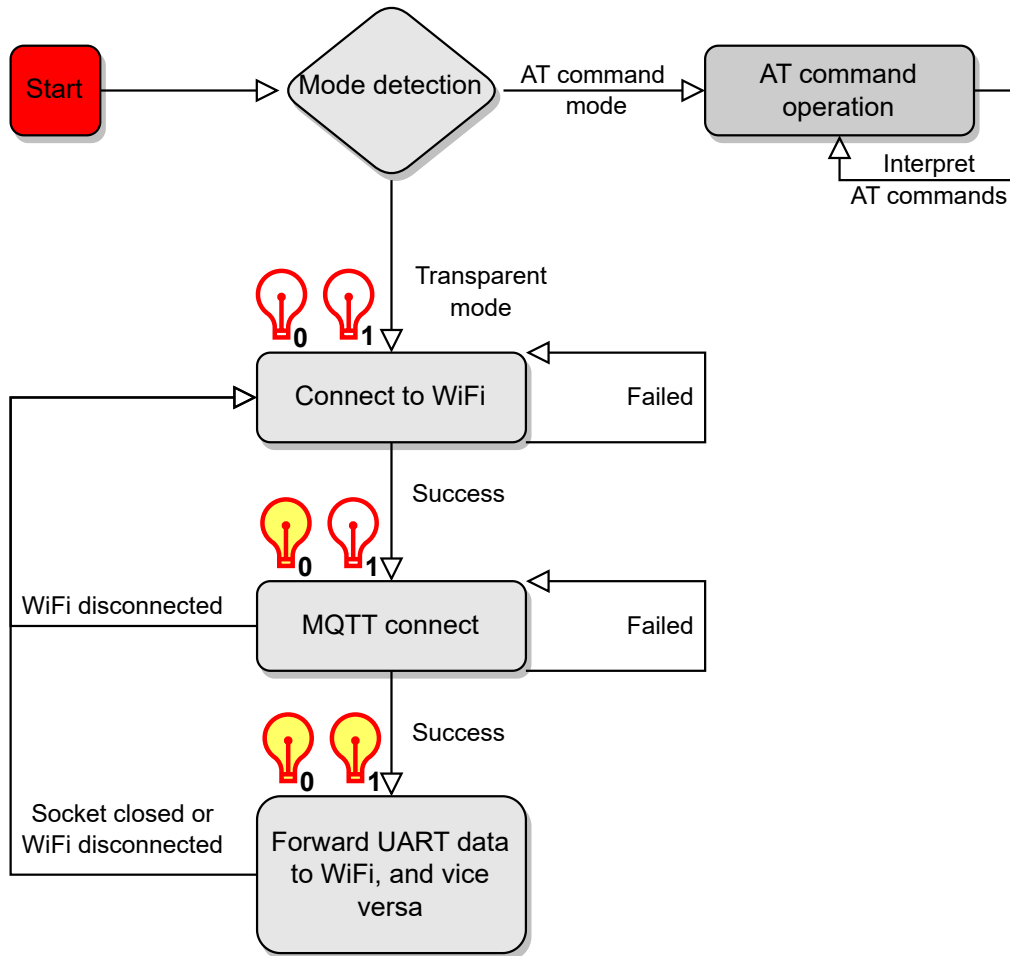 Start
Mode detection
AT command
mode
AT command
operation
Interpret
AT commands
Transparent
mode
0
1
Connect to WiFi
Failed
Success
0
1
WiFi disconnected
MQTT connect
Failed
Success
0
1
Socket closed or
WiFi disconnected
Forward UART data
to WiFi, and vice
versa